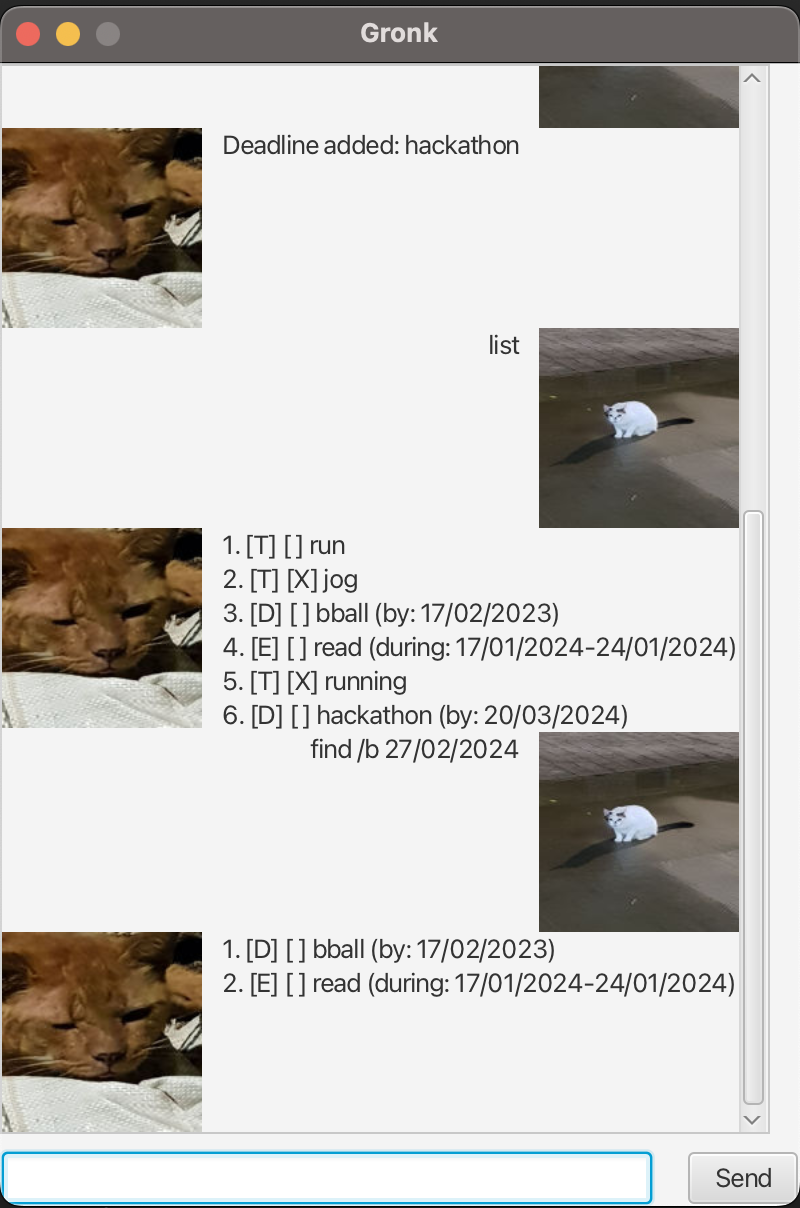 Gronk
Deadline added: hackathon
list
1. [T] [ ] run
2. [T] [X] jog
3. [D] [ ] bball (by: 17/02/2023)
4. [E] [ ] read (during: 17/01/2024-24/01/2024)
5. [T] [X] running
6. [D] [ ] hackathon (by: 20/03/2024)
find /b 27/02/2024
1. [D] [ ] bball (by: 17/02/2023)
2. [E] [ ] read (during: 17/01/2024-24/01/2024)
Send